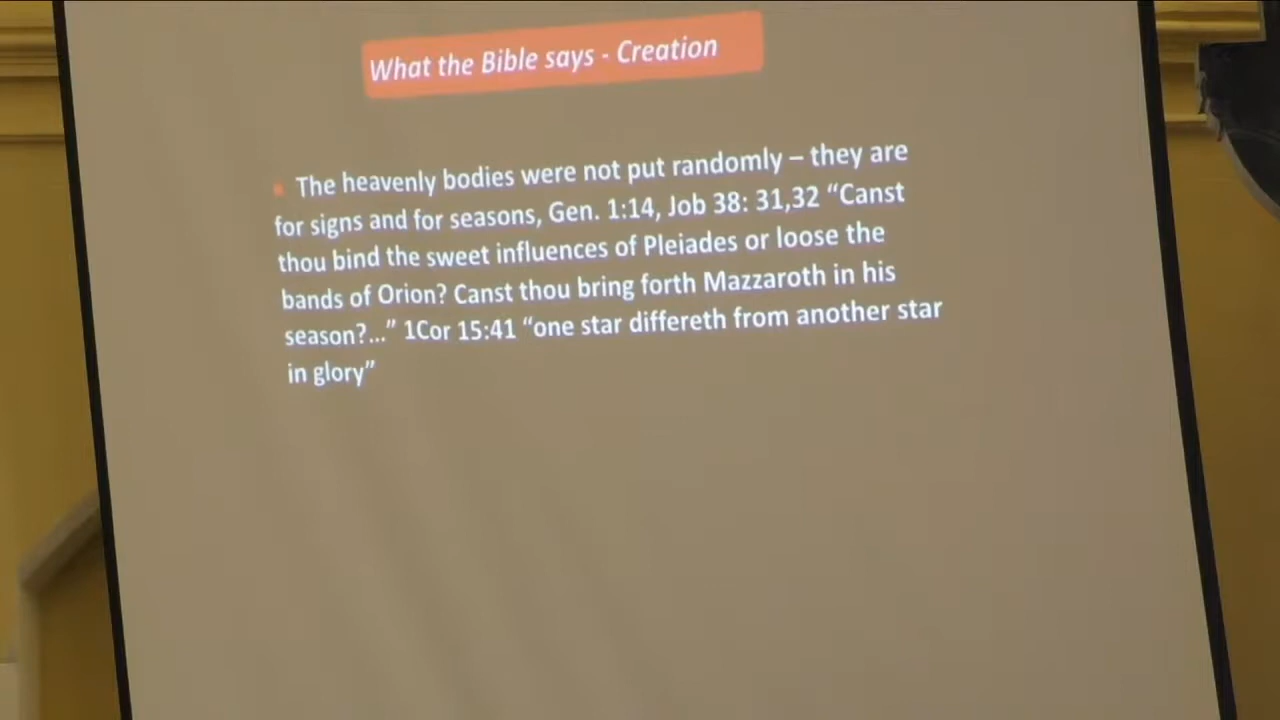 What the Bible says - Creation
The heavenly bodies were not put randomly – they are
for signs and for seasons, Gen. 1:14, Job 38: 31,32 “Canst
thou bind the sweet influences of Pleiades or loose the
bands of Orion? Canst thou bring forth Mazzaroth in his
season?...” 1Cor 15:41 “one star differeth from another star
in glory”